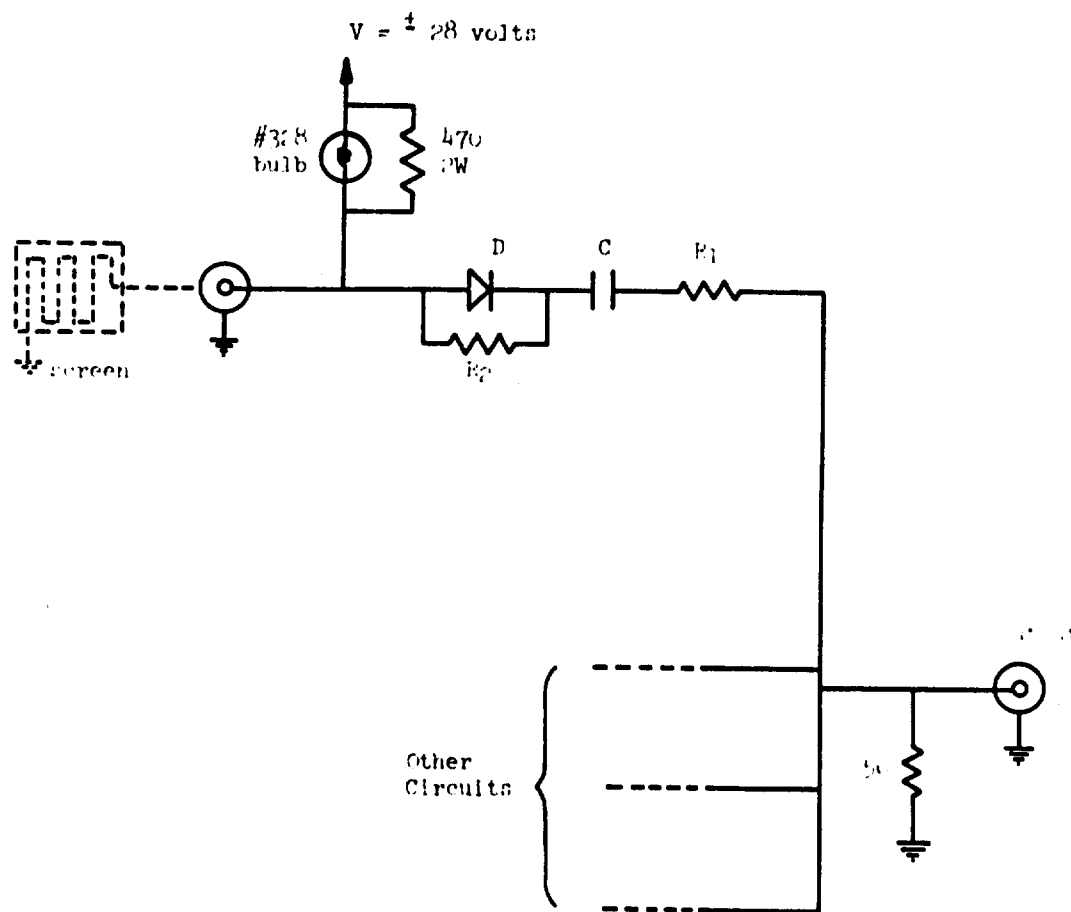 V = ± 28 volts
#328
bulb
470
2W
D
C
R1
R2
screen
Other
Circuits